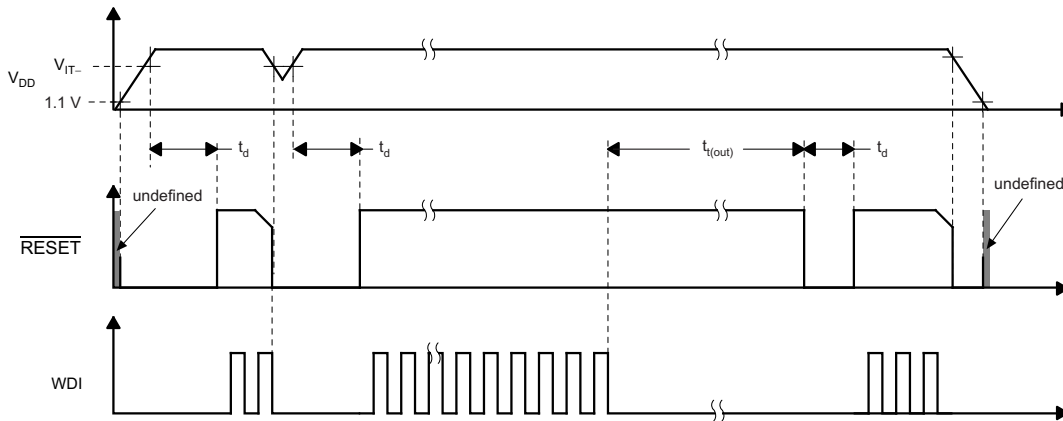 V_IT–
V_DD
1.1 V
t_d
t_d
t_t(out)
t_d
undefined
undefined
RESET
WDI